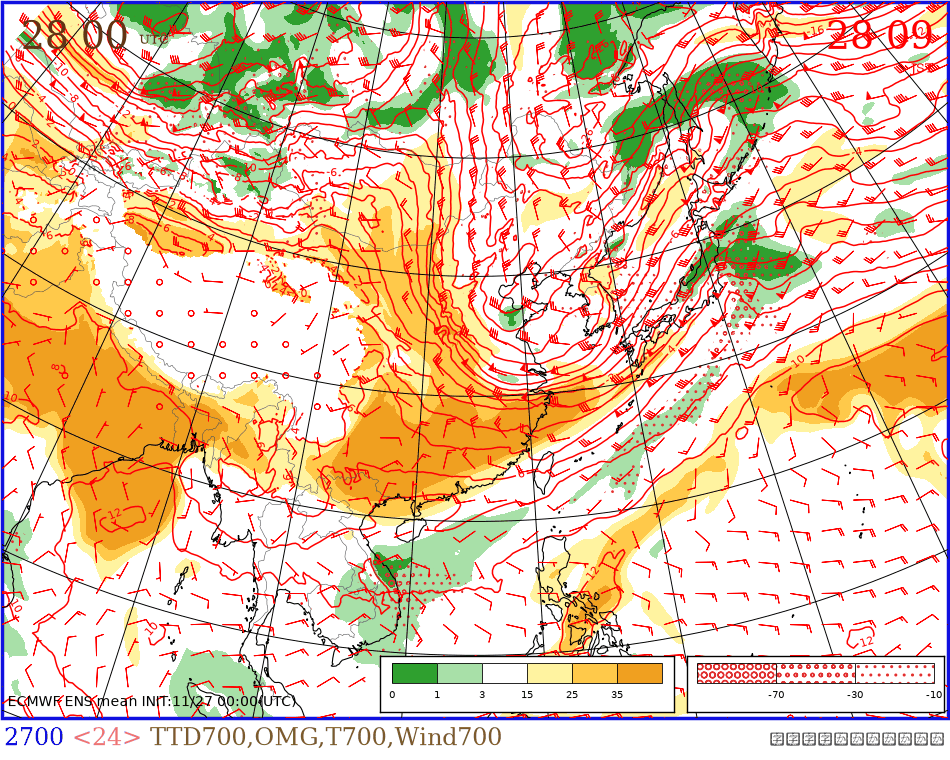 28 00 UTC
28 09
ECMWF ENS mean INIT:11/27 00:00(UTC)
0 1 3 15 25 35
-70 -30 -10
2700 <24> TTD700,OMG,T700,Wind700